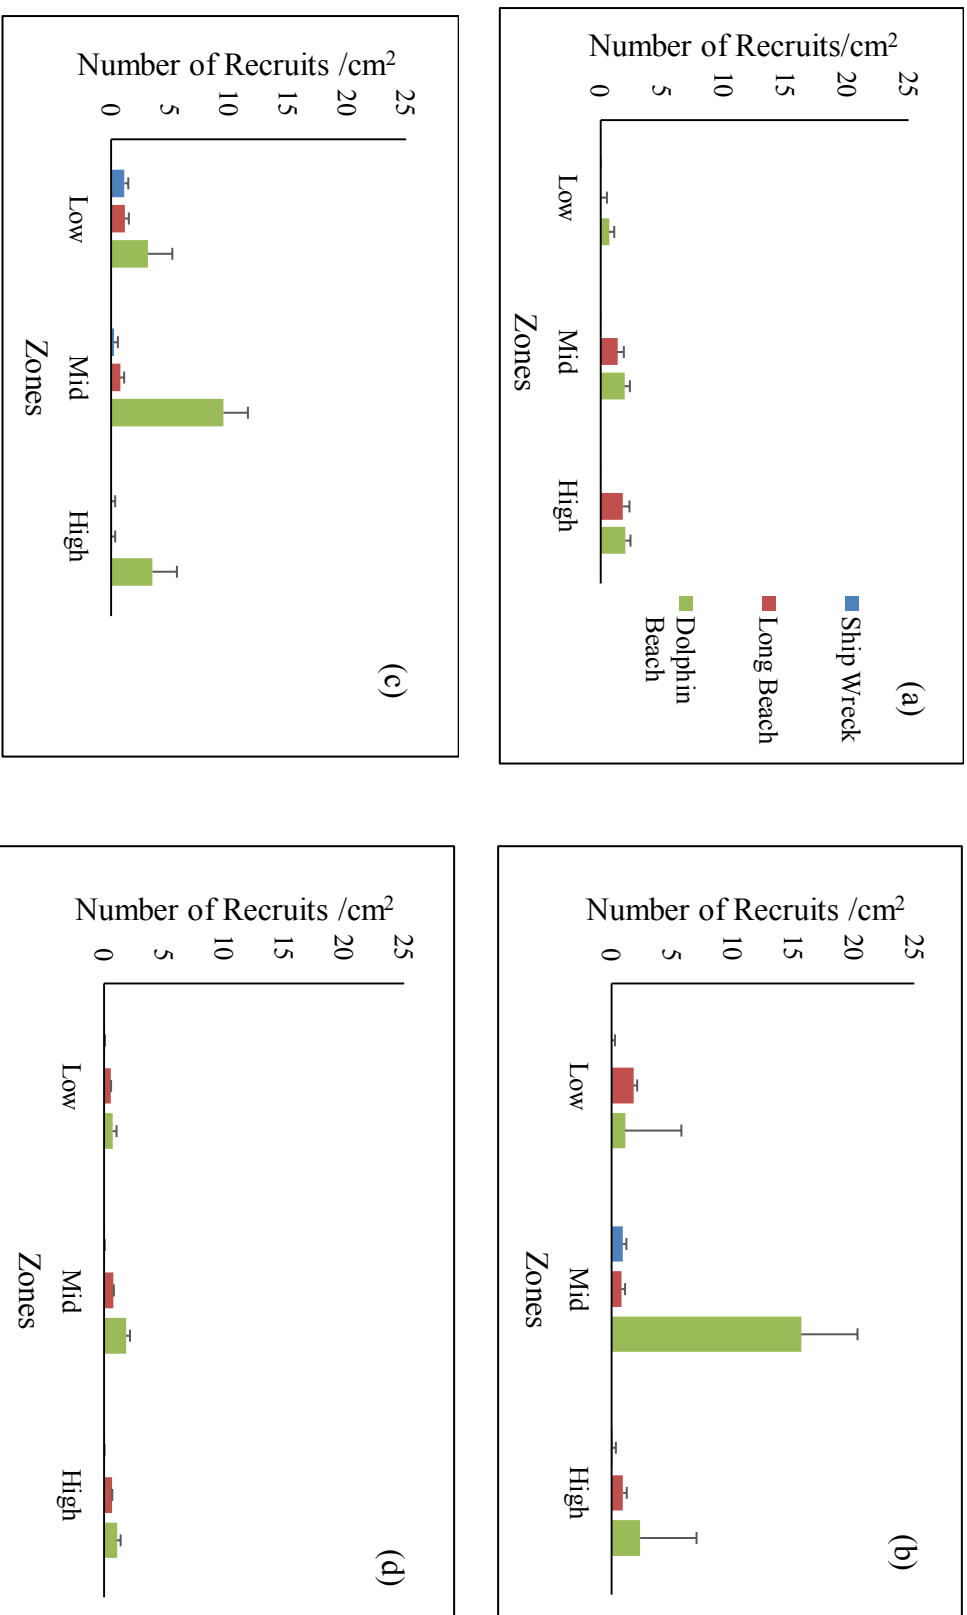 (a)
Number of Recruits/cm²
25
20
15
10
5
0
Low
Mid
High
Zones
Ship Wreck
Long Beach
Dolphin
Beach
(b)
Number of Recruits /cm²
25
20
15
10
5
0
Low
Mid
High
Zones
(c)
Number of Recruits /cm²
25
20
15
10
5
0
Low
Mid
High
Zones
(d)
Number of Recruits /cm²
25
20
15
10
5
0
Low
Mid
High
Zones